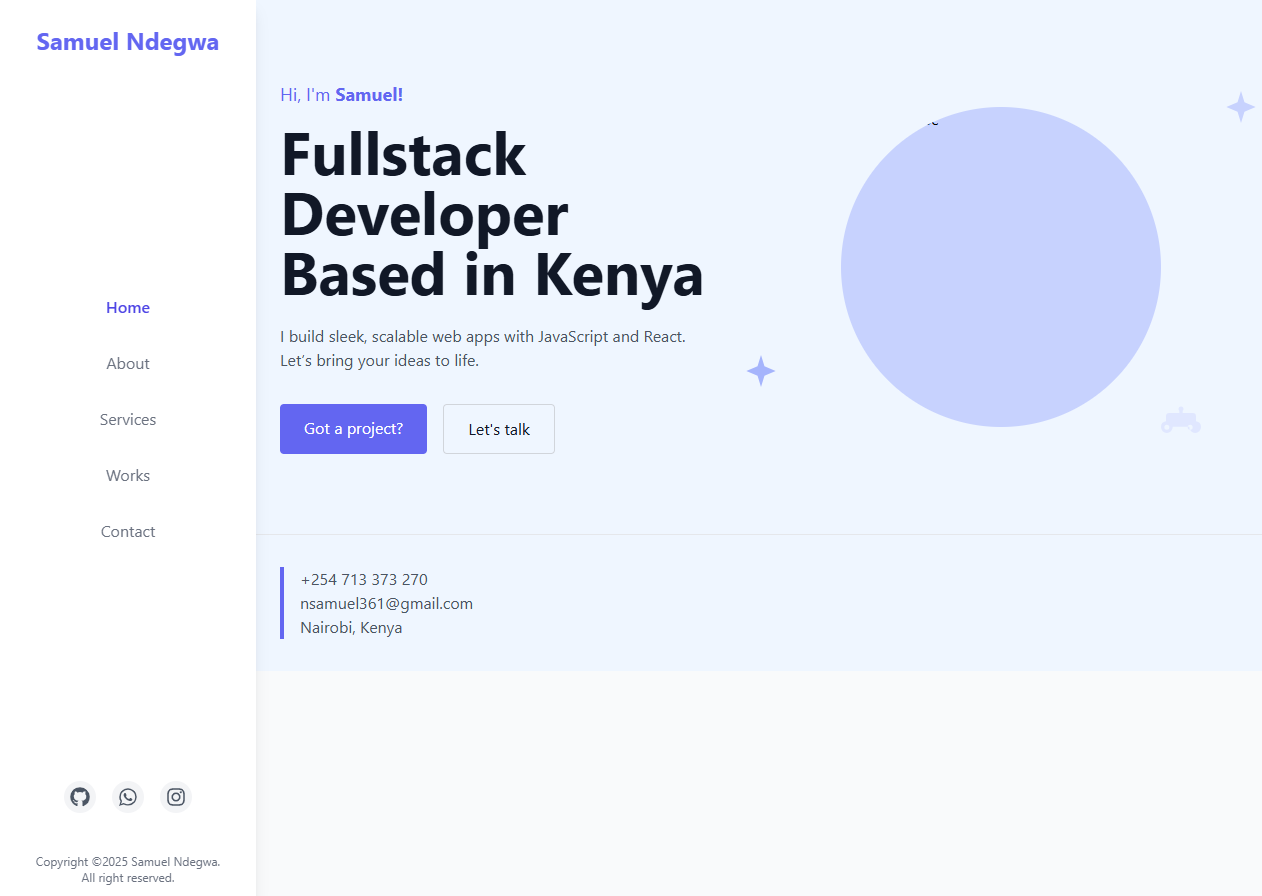 Samuel Ndegwa
Home
About
Services
Works
Contact
Copyright ©2025 Samuel Ndegwa.
All right reserved.
Hi, I'm Samuel!
Fullstack
Developer
Based in Kenya
I build sleek, scalable web apps with JavaScript and React.
Let’s bring your ideas to life.
Got a project?
Let's talk
+254 713 373 270
nsamuel361@gmail.com
Nairobi, Kenya